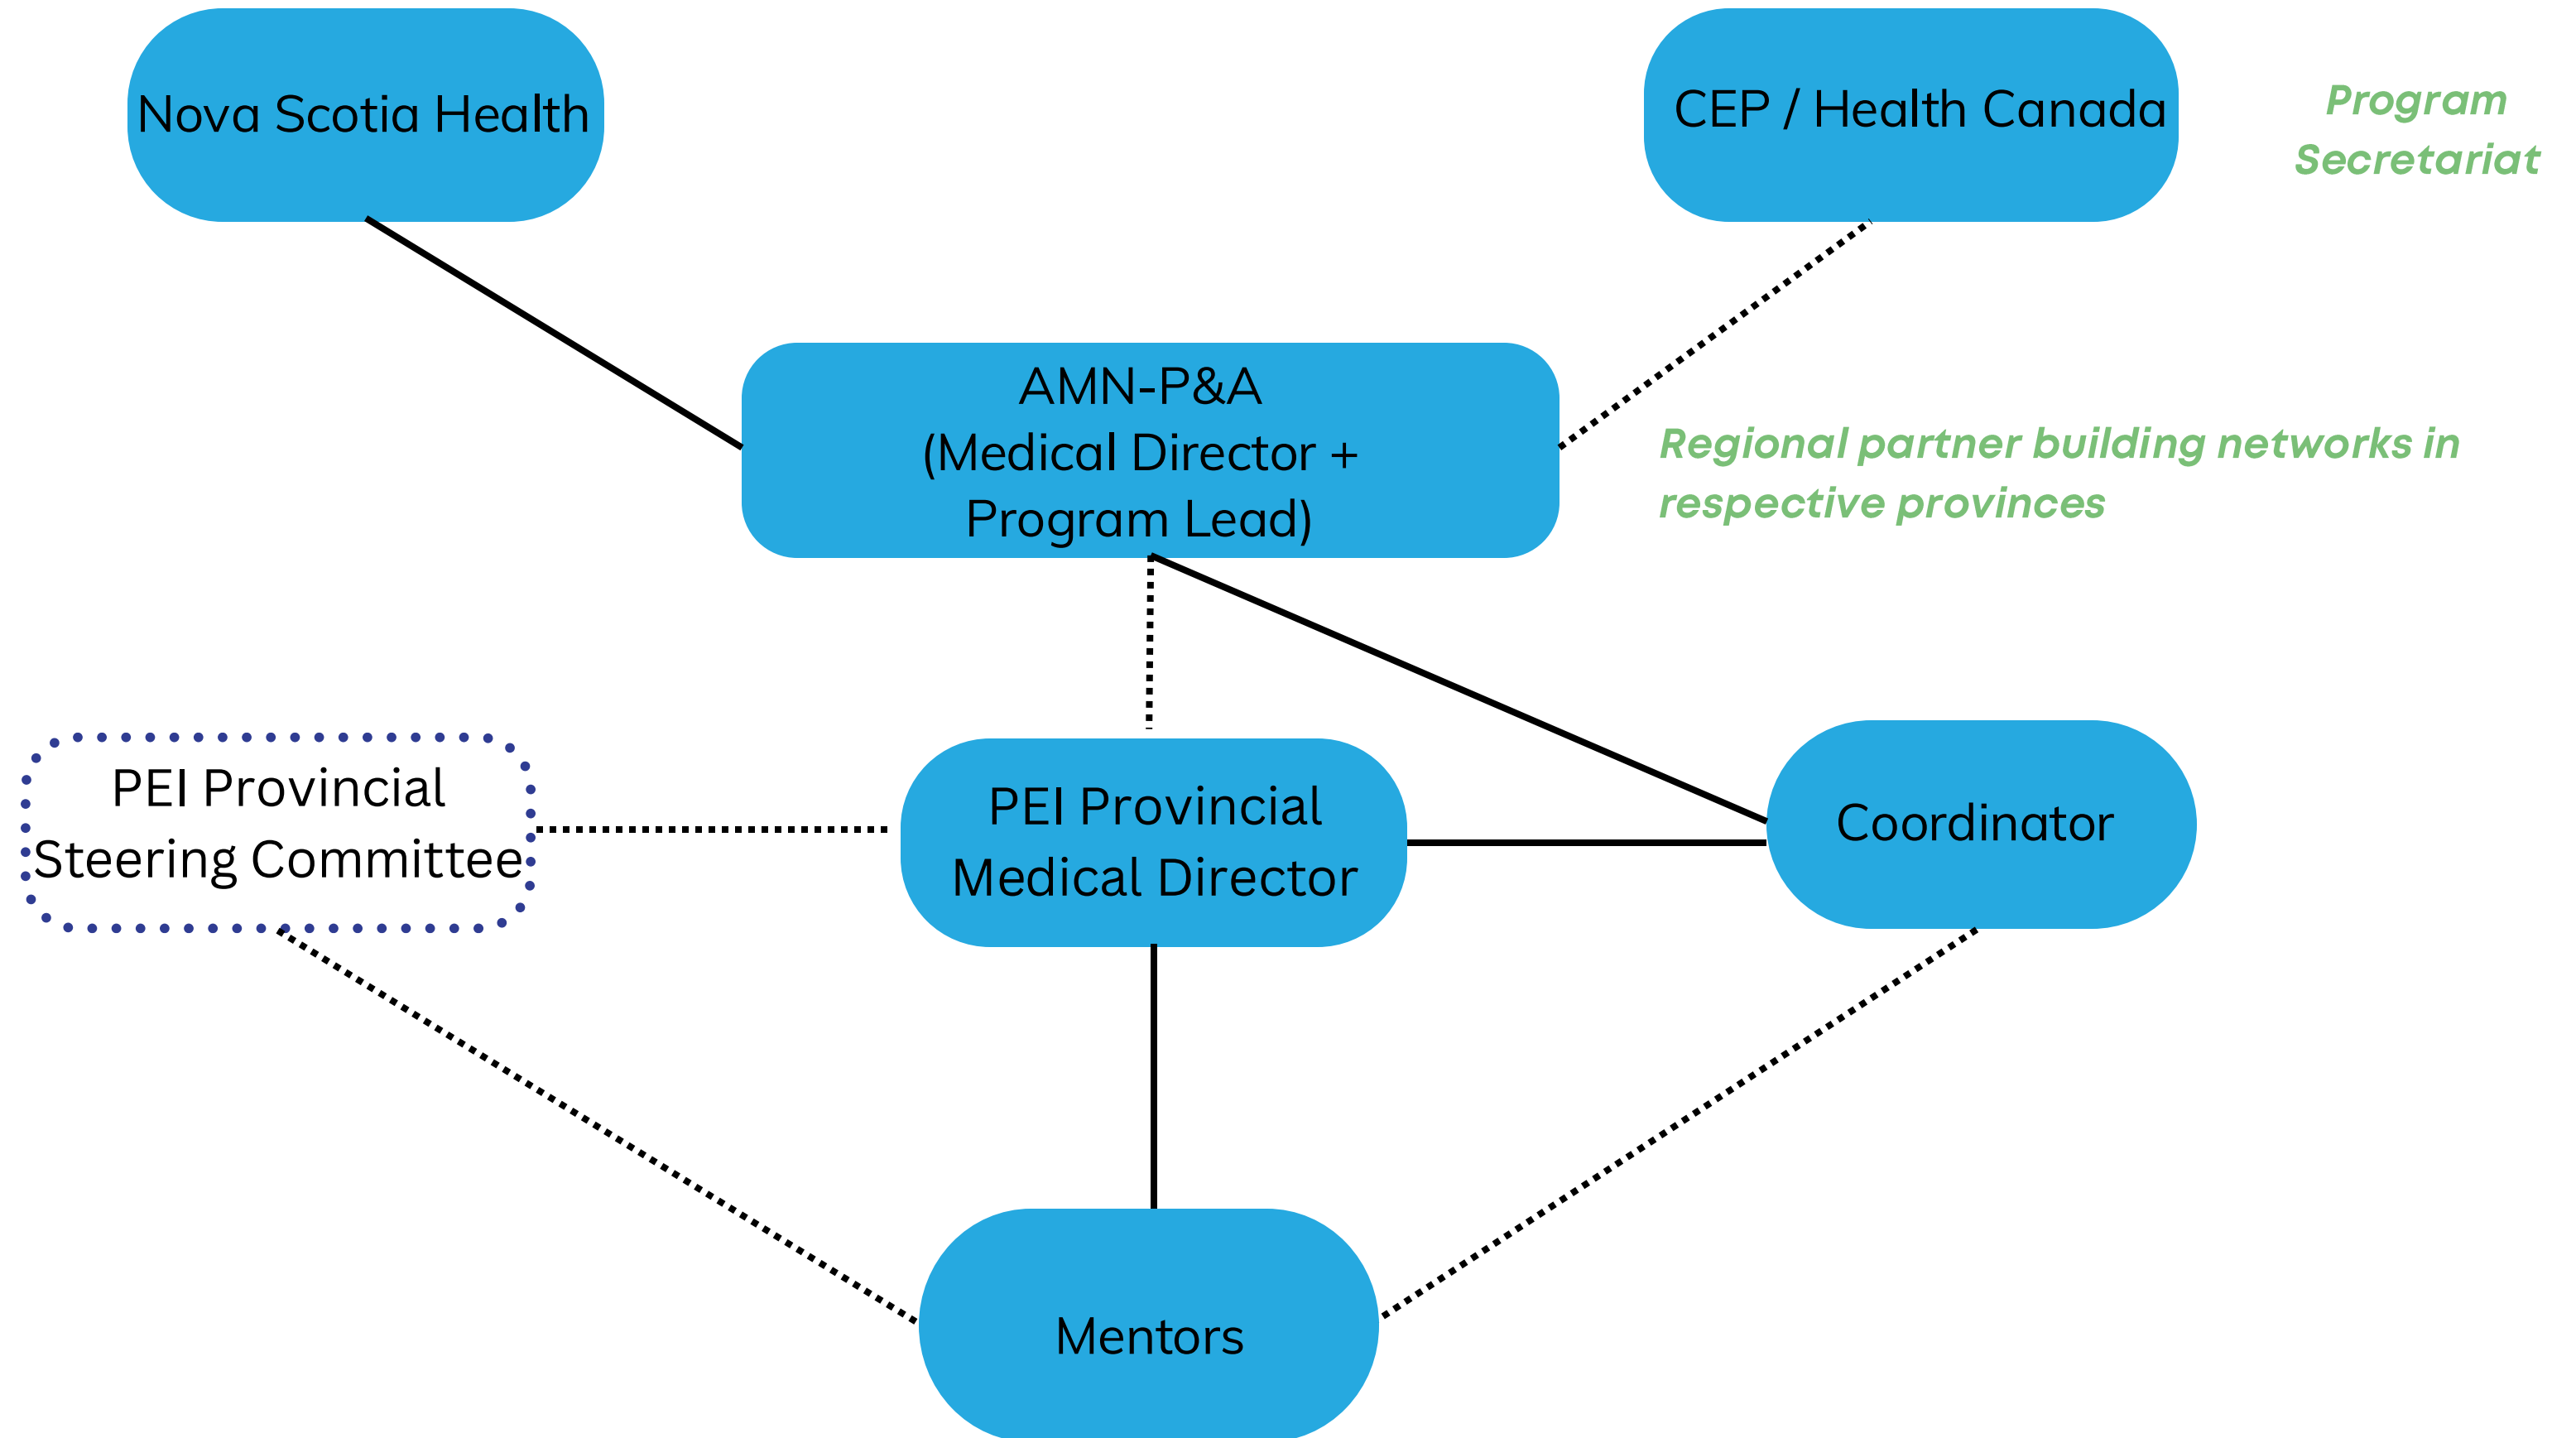 Nova Scotia Health
CEP / Health Canada
Program
Secretariat
AMN-P&A
(Medical Director +
Program Lead)
Regional partner building networks in
respective provinces
PEI Provincial
Steering Committee
PEI Provincial
Medical Director
Coordinator
Mentors